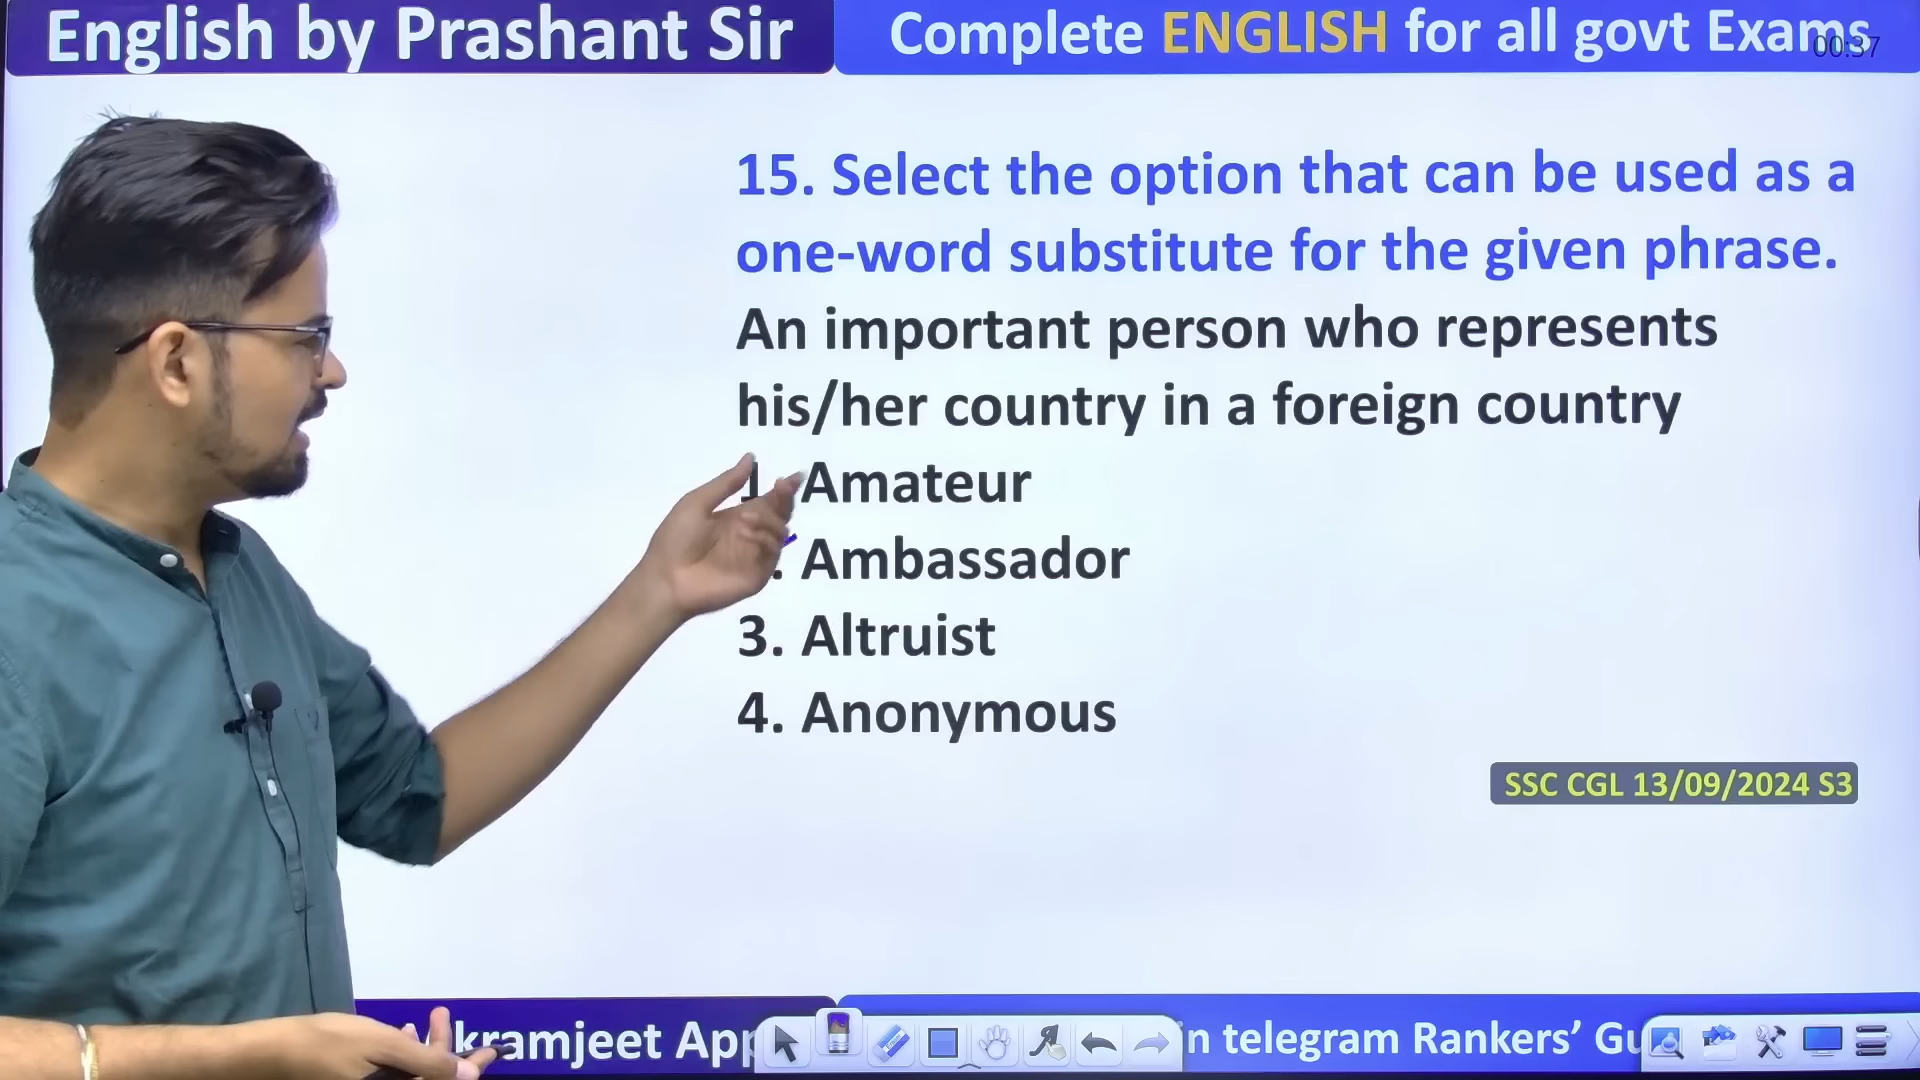 English by Prashant Sir
Complete ENGLISH for all govt Exams
00:37
15. Select the option that can be used as a
one-word substitute for the given phrase.
An important person who represents
his/her country in a foreign country
1. Amateur
. Ambassador
3. Altruist
4. Anonymous
SSC CGL 13/09/2024 S3
kramjeet App
in telegram Rankers’ Gu